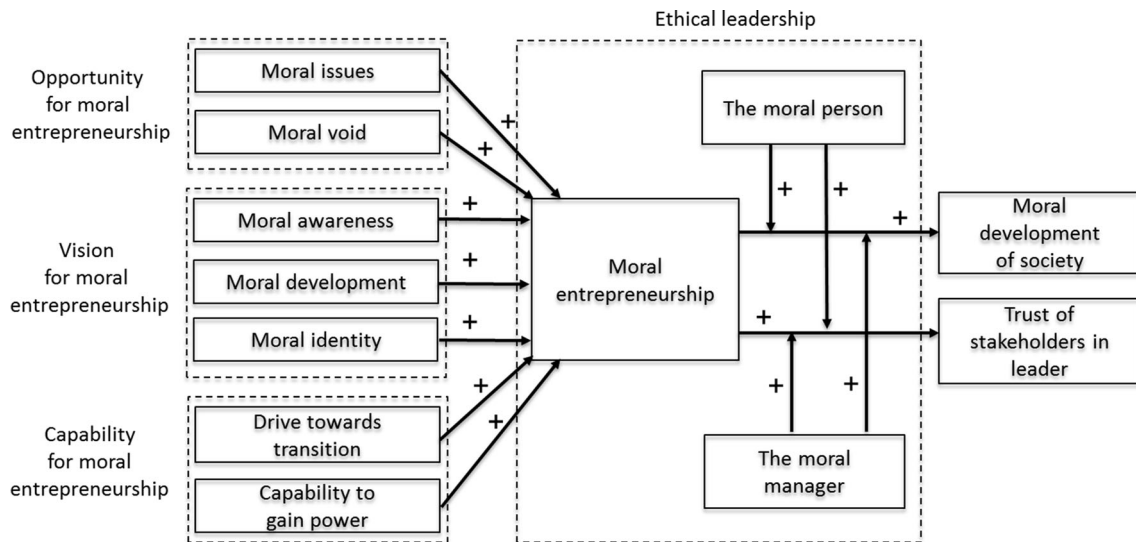 Ethical leadership
Opportunity
for moral
entrepreneurship
Moral issues
+
Moral void
+
Vision
for moral
entrepreneurship
Moral awareness
+
Moral development
+
Moral identity
+
Capability
for moral
entrepreneurship
Drive towards
transition
+
Capability to
gain power
+
Moral
entrepreneurship
The moral person
+
+
+
+
The moral
manager
+
+
Moral
development
of society
Trust of
stakeholders in
leader